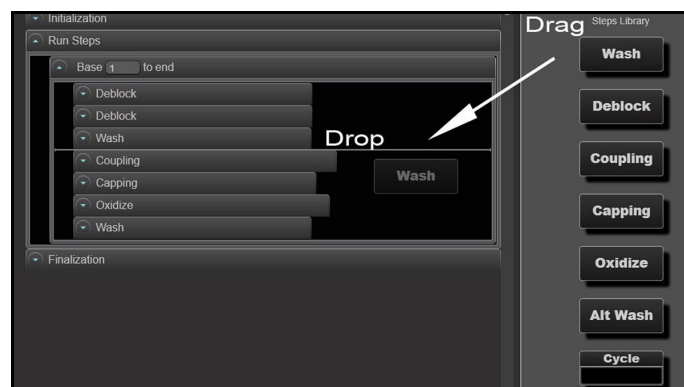 Initialization
Run Steps
Base 1 to end
Deblock
Deblock
Wash
Coupling
Capping
Oxidize
Wash
Finalization
Drop
Wash
Drag
Steps Library
Wash
Deblock
Coupling
Capping
Oxidize
Alt Wash
Cycle